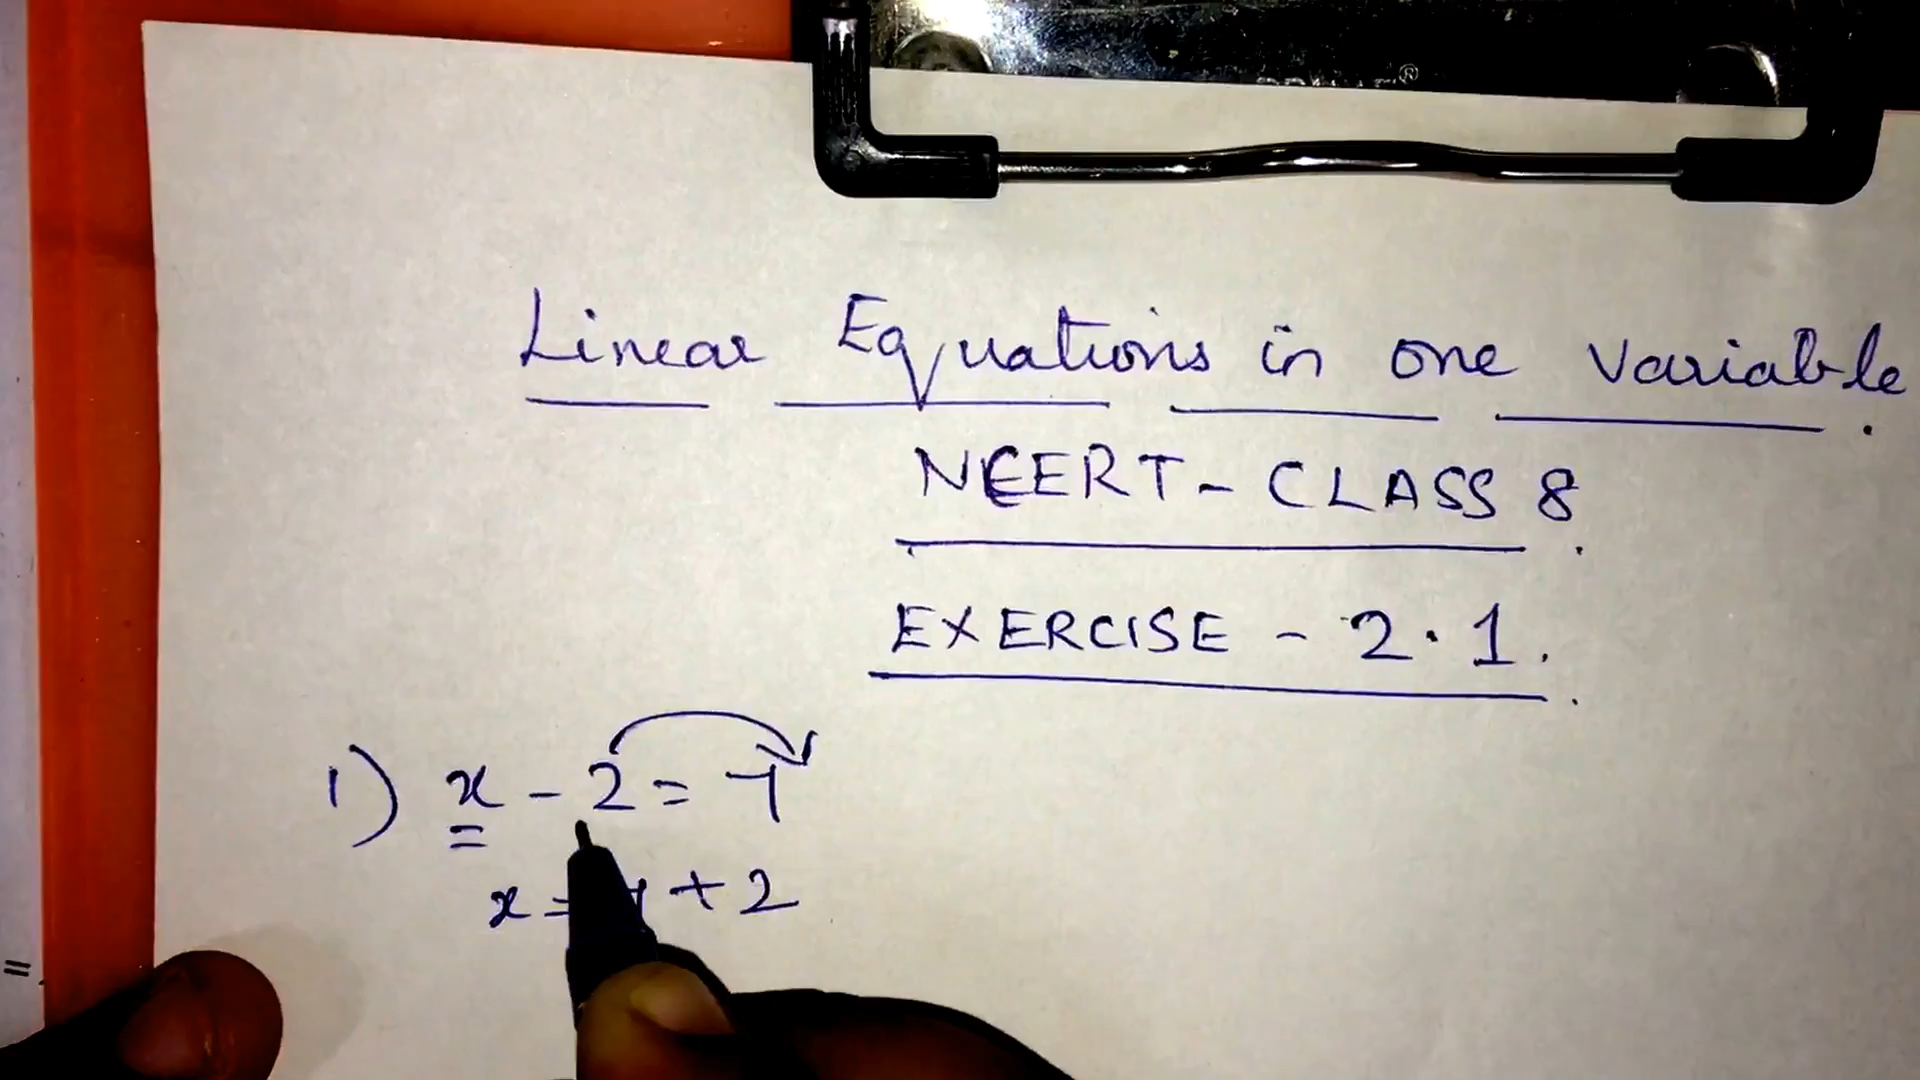 Linear Equations in one variable.
NCERT - CLASS 8.
EXERCISE - 2.1.
1) x - 2 = 7
x = + 2
=